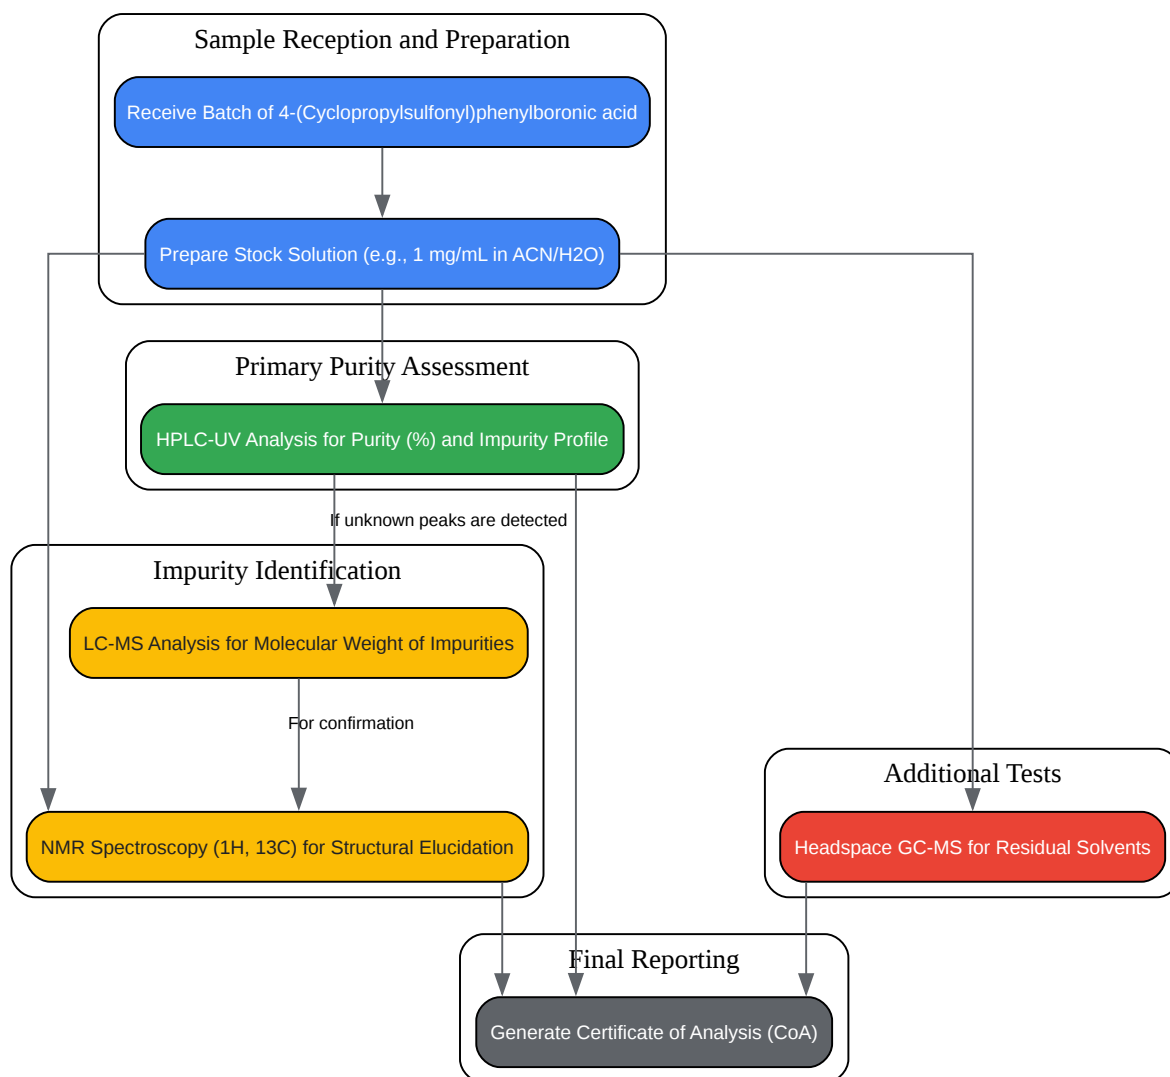 Sample Reception and Preparation
Receive Batch of 4-(Cyclopropylsulfonyl)phenylboronic acid
Prepare Stock Solution (e.g., 1 mg/mL in ACN/H2O)
Primary Purity Assessment
HPLC-UV Analysis for Purity (%) and Impurity Profile
If unknown peaks are detected
Impurity Identification
LC-MS Analysis for Molecular Weight of Impurities
For confirmation
NMR Spectroscopy (1H, 13C) for Structural Elucidation
Additional Tests
Headspace GC-MS for Residual Solvents
Final Reporting
Generate Certificate of Analysis (CoA)